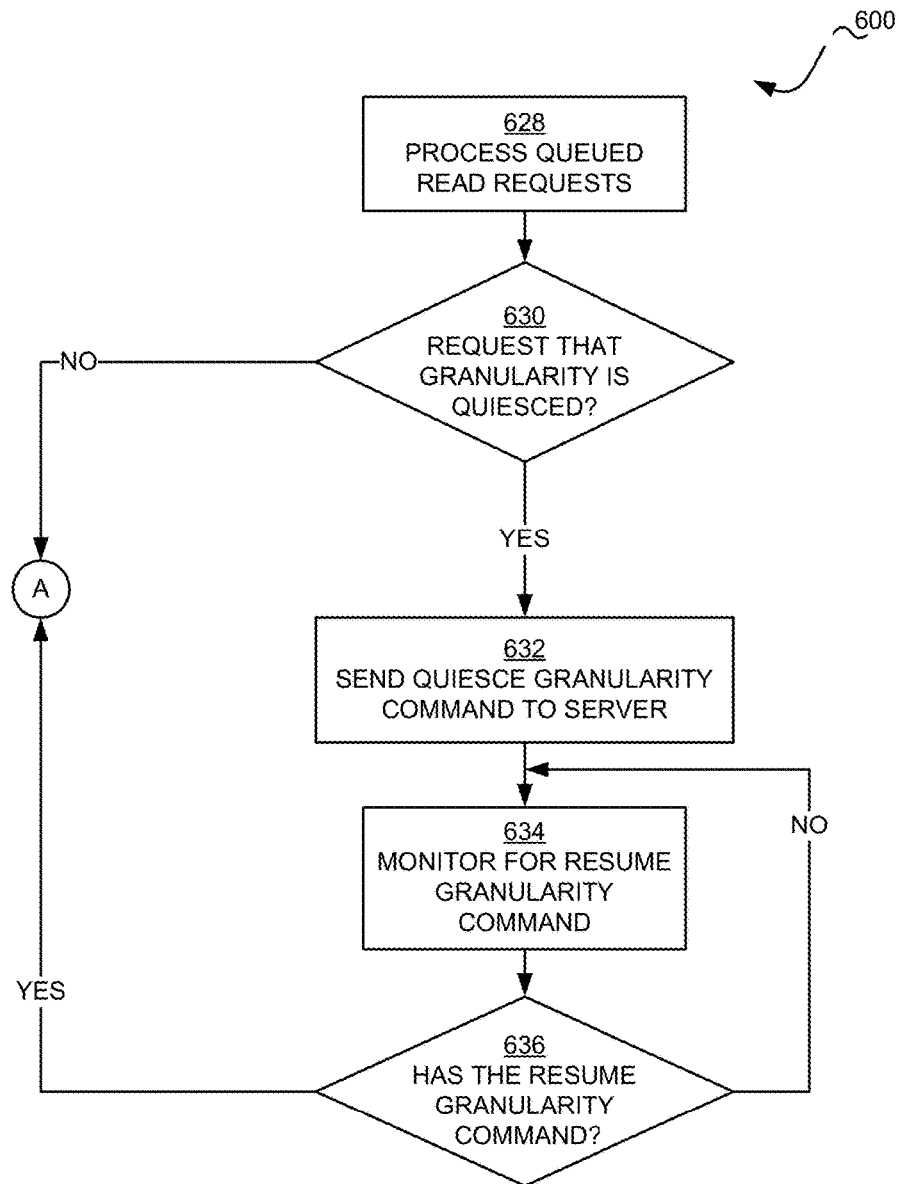 600
628
PROCESS QUEUED
READ REQUESTS
630
REQUEST THAT
GRANULARITY IS
QUIESCED?
NO
YES
A
632
SEND QUIESCE GRANULARITY
COMMAND TO SERVER
634
MONITOR FOR RESUME
GRANULARITY
COMMAND
NO
YES
636
HAS THE RESUME
GRANULARITY
COMMAND?